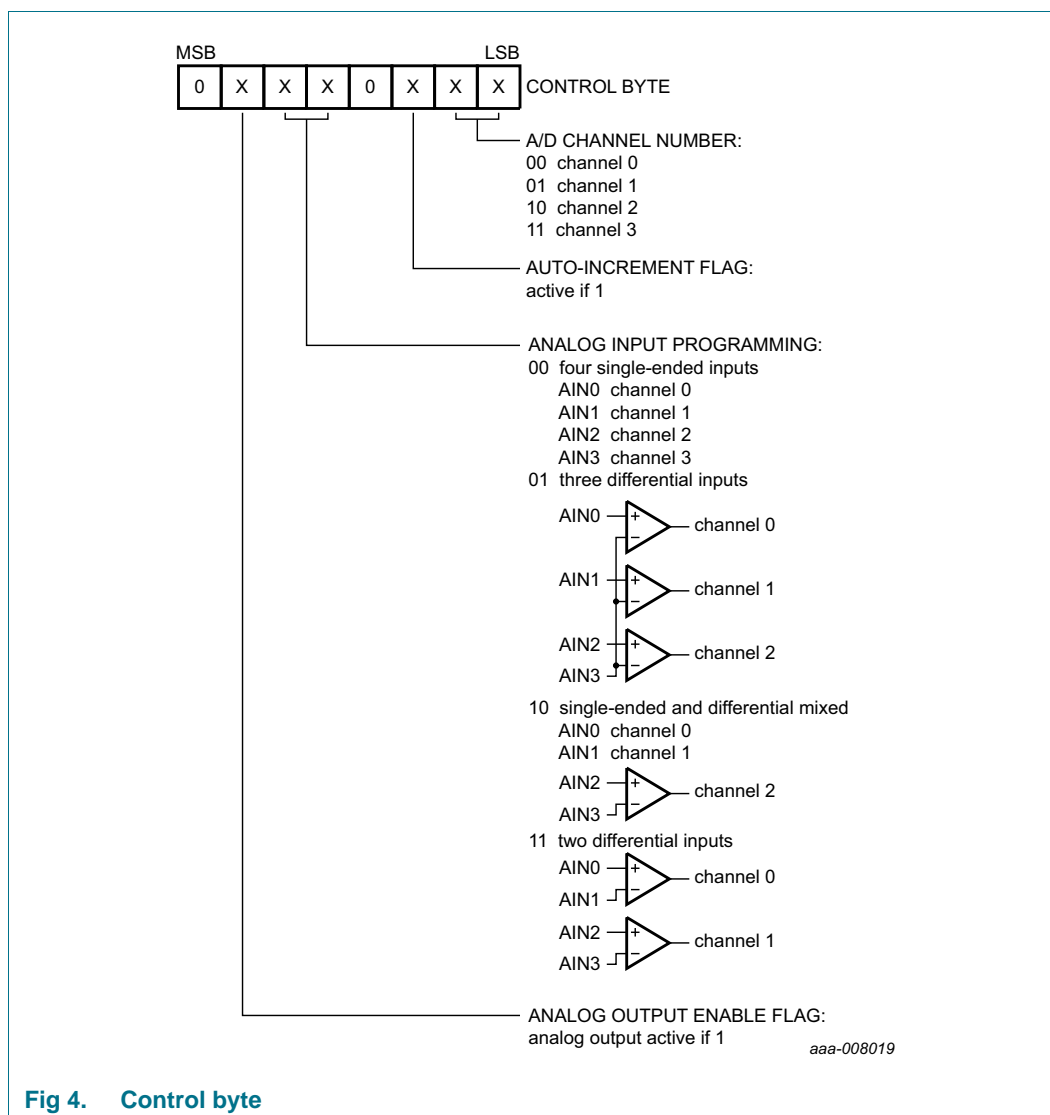 MSB LSB
0 X X X 0 X X X CONTROL BYTE
A/D CHANNEL NUMBER:
00 channel 0
01 channel 1
10 channel 2
11 channel 3
AUTO-INCREMENT FLAG:
active if 1
ANALOG INPUT PROGRAMMING:
00 four single-ended inputs
AIN0 channel 0
AIN1 channel 1
AIN2 channel 2
AIN3 channel 3
01 three differential inputs
AIN0 + − channel 0
AIN1 + − channel 1
AIN2 + − channel 2
AIN3
10 single-ended and differential mixed
AIN0 channel 0
AIN1 channel 1
AIN2 + − channel 2
AIN3
11 two differential inputs
AIN0 + − channel 0
AIN1
AIN2 + − channel 1
AIN3
ANALOG OUTPUT ENABLE FLAG:
analog output active if 1
aaa-008019
Fig 4. Control byte